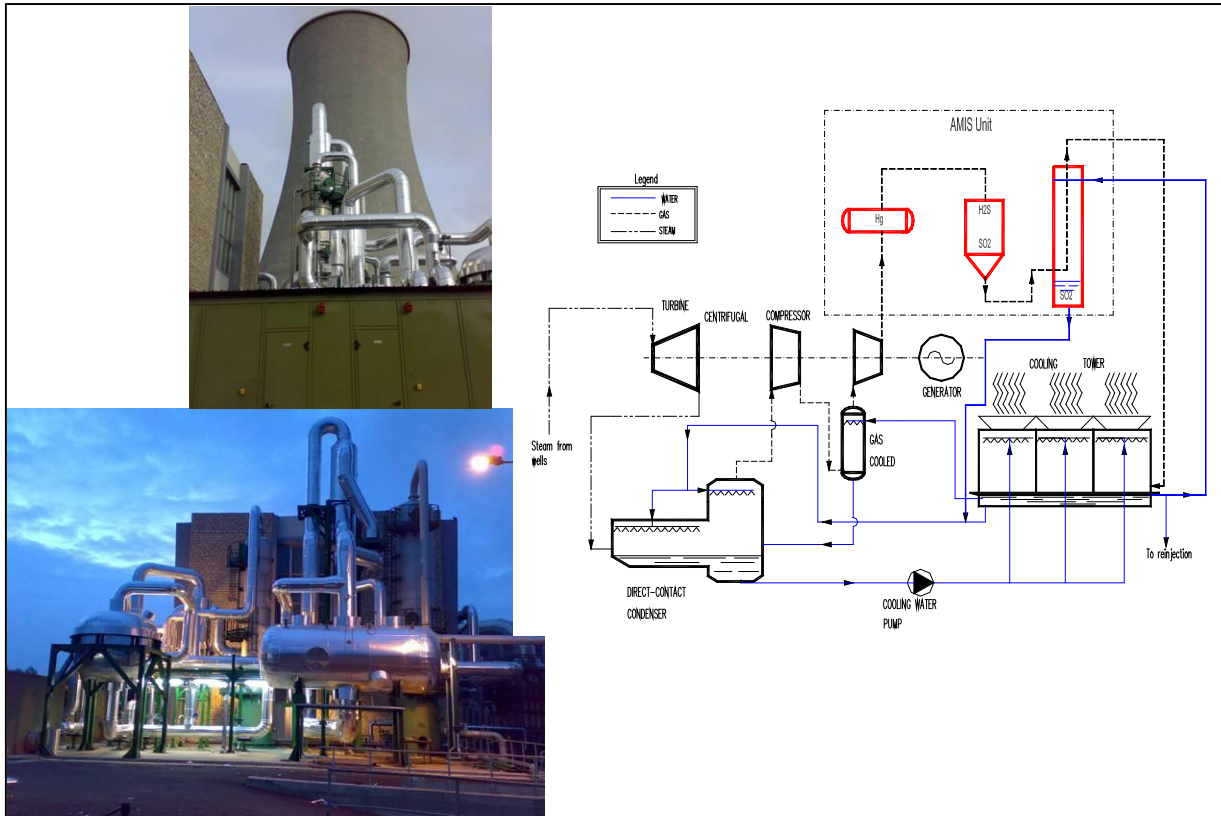 AMIS Unit
Legend
WATER
GAS
STEAM
Hg
H2S
SO2
SO2
TURBINE
CENTRIFUGAL
COMPRESSOR
GENERATOR
COOLING TOWER
Steam from
wells
GAS
COOLED
To reinjection
DIRECT-CONTACT
CONDENSER
COOLING WATER
PUMP